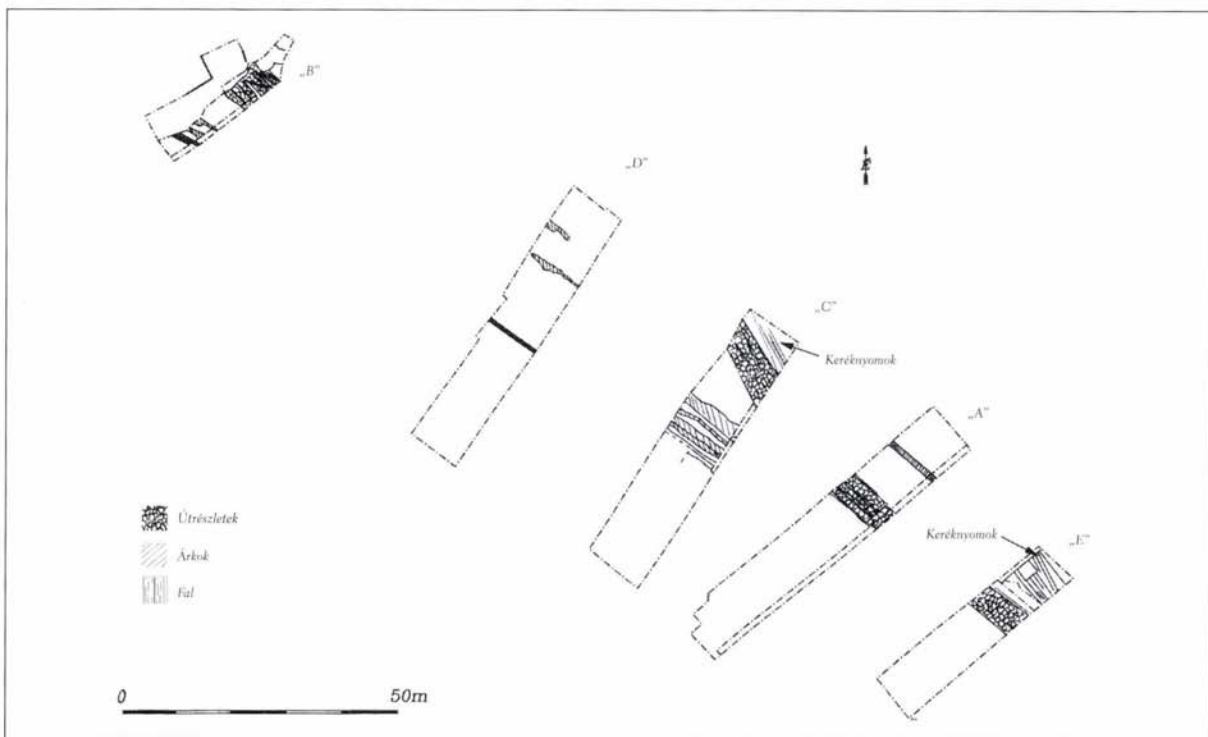 „B”
„D”
„C”
Keréknyomok
„A”
Keréknyomok
„E”
Útrészletek
Árkok
Fal
0 50m